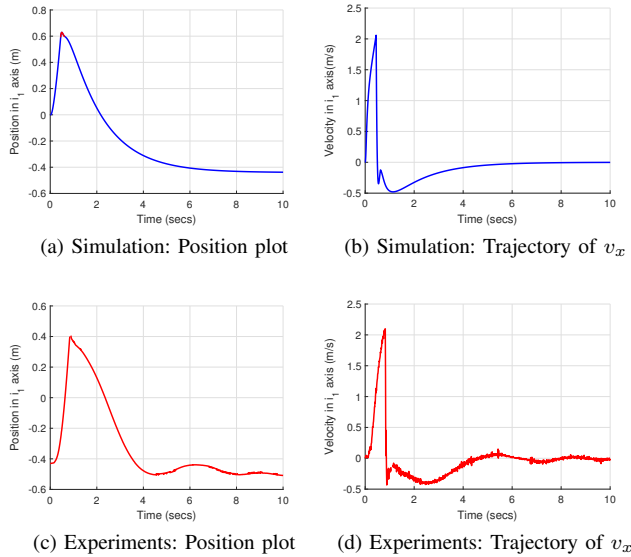 0.8
0.6
0.4
0.2
0
-0.2
-0.4
-0.6
Position in i1 axis (m)
0 2 4 6 8 10
Time (secs)
(a) Simulation: Position plot
2.5
2
1.5
1
0.5
0
-0.5
Velocity in i1 axis(m/s)
0 2 4 6 8 10
Time (secs)
(b) Simulation: Trajectory of vx
0.6
0.4
0.2
0
-0.2
-0.4
-0.6
Position in i1 axis (m)
0 2 4 6 8 10
Time (secs)
(c) Experiments: Position plot
2.5
2
1.5
1
0.5
0
-0.5
Velocity in i1 axis (m/s)
0 2 4 6 8 10
Time (secs)
(d) Experiments: Trajectory of vx